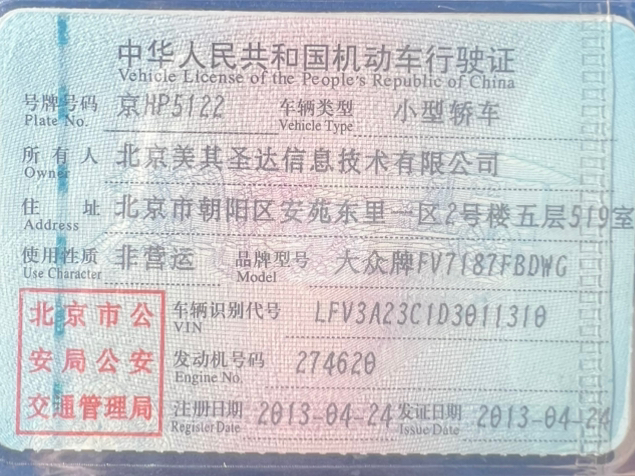 中华人民共和国机动车行驶证
Vehicle License of the People's Republic of China
号牌号码 京HP5122 车辆类型 小型轿车
Plate No. Vehicle Type
所有人 北京美其圣达信息技术有限公司
Owner
住址 北京市朝阳区安苑东里一区2号楼五层519室
Address
使用性质 非营运 品牌型号 大众牌FV7187FBDWG
Use Character Model
北京市公 车辆识别代号 LFV3A23C1D3011310
VIN
安局公安 发动机号码 274620
Engine No.
交通管理局 注册日期 2013-04-24 发证日期 2013-04-24
Register Date Issue Date